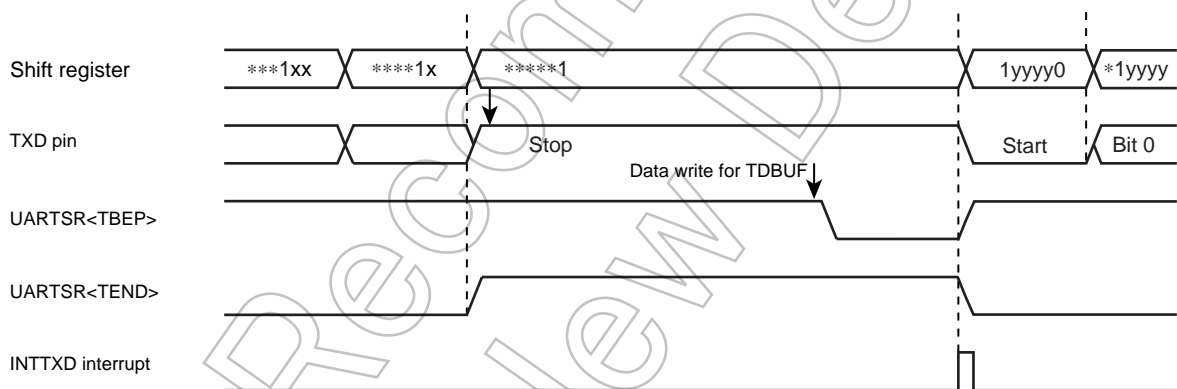 Shift register ***1xx ****1x *****1 1yyyy0 *1yyyy
TXD pin Stop Start Bit 0
Data write for TDBUF
UARTSR<TBEP>
UARTSR<TEND>
INTTXD interrupt